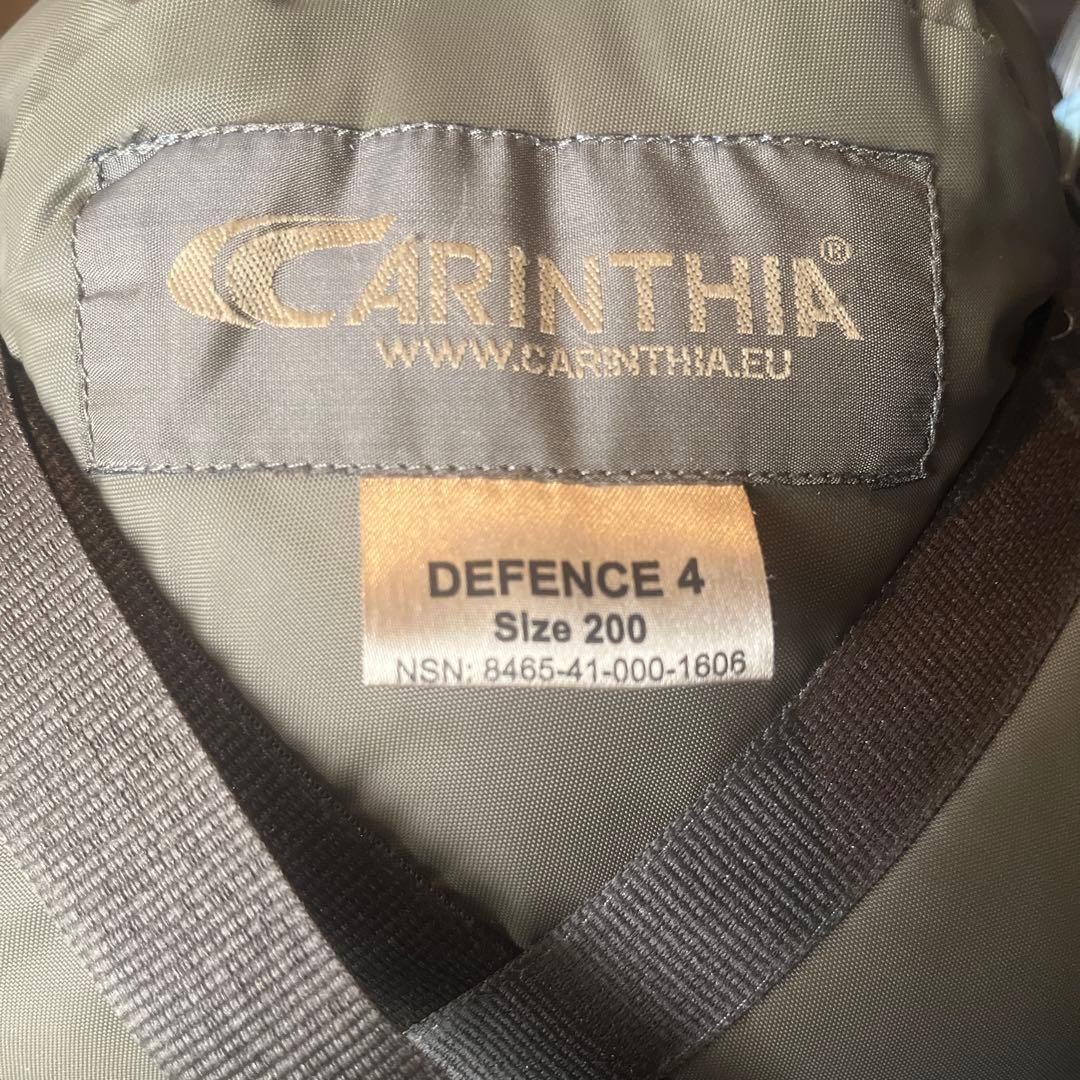 CARINTHIA®
WWW.CARINTHIA.EU
DEFENCE 4
Size 200
NSN: 8465-41-000-1606